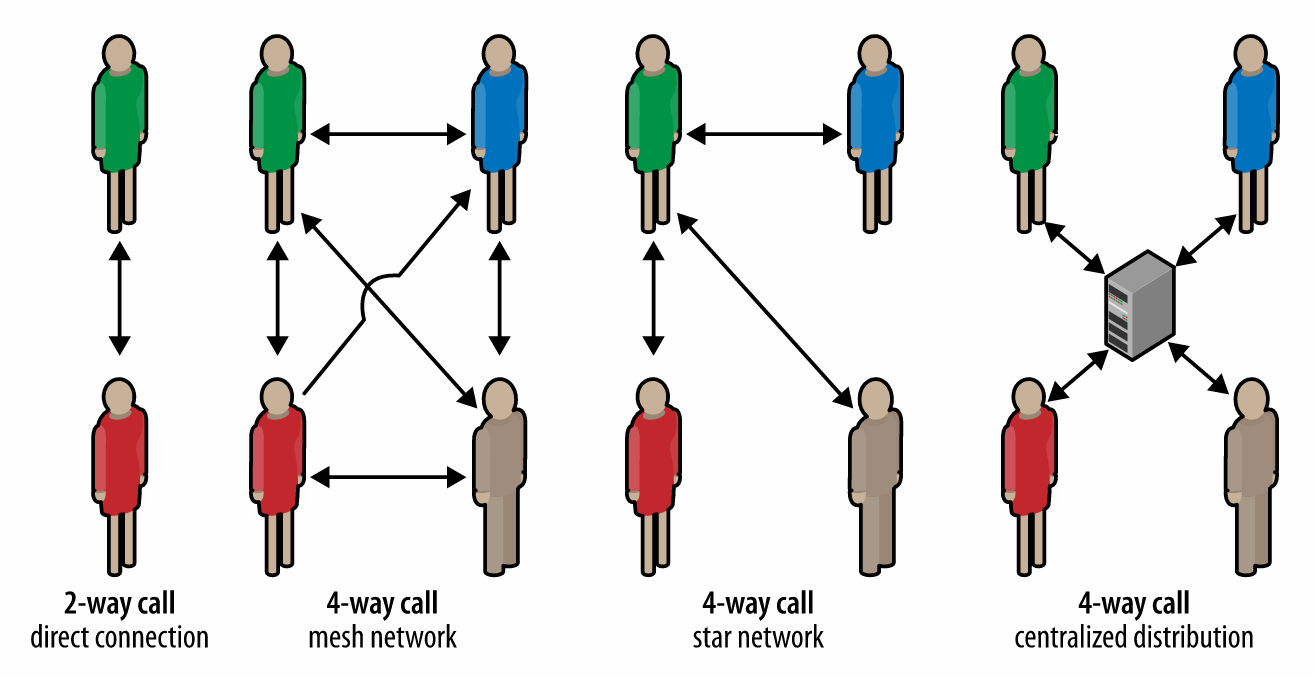 2-way call
direct connection
4-way call
mesh network
4-way call
star network
4-way call
centralized distribution